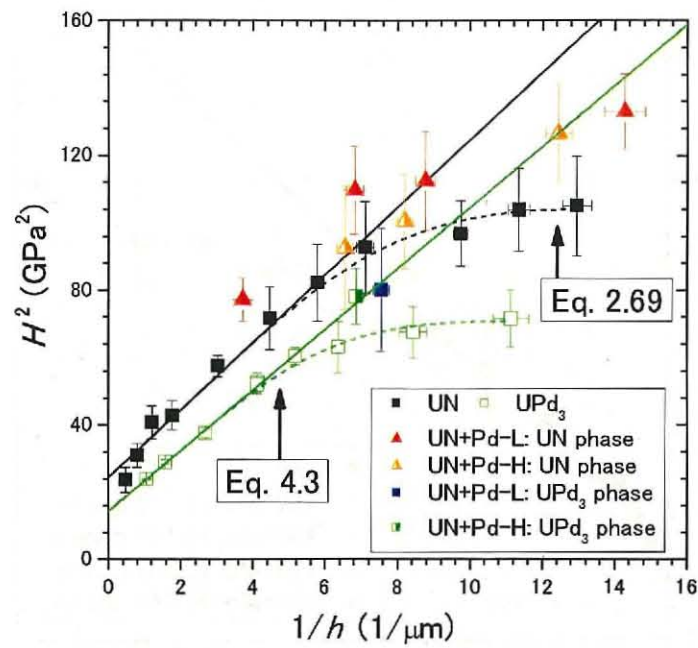 160
120
80
40
0
H² (GPa²)
Eq. 2.69
Eq. 4.3
UN UPd₃
UN+Pd-L: UN phase
UN+Pd-H: UN phase
UN+Pd-L: UPd₃ phase
UN+Pd-H: UPd₃ phase
0 2 4 6 8 10 12 14 16
1/h (1/μm)